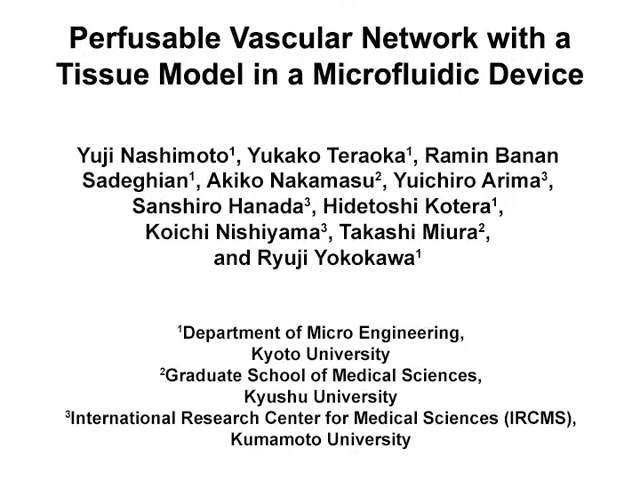 Perfusable Vascular Network with a
Tissue Model in a Microfluidic Device
Yuji Nashimoto¹, Yukako Teraoka¹, Ramin Banan
Sadeghian¹, Akiko Nakamasu², Yuichiro Arima³,
Sanshiro Hanada³, Hidetoshi Kotera¹,
Koichi Nishiyama³, Takashi Miura²,
and Ryuji Yokokawa¹
¹Department of Micro Engineering,
Kyoto University
²Graduate School of Medical Sciences,
Kyushu University
³International Research Center for Medical Sciences (IRCMS),
Kumamoto University